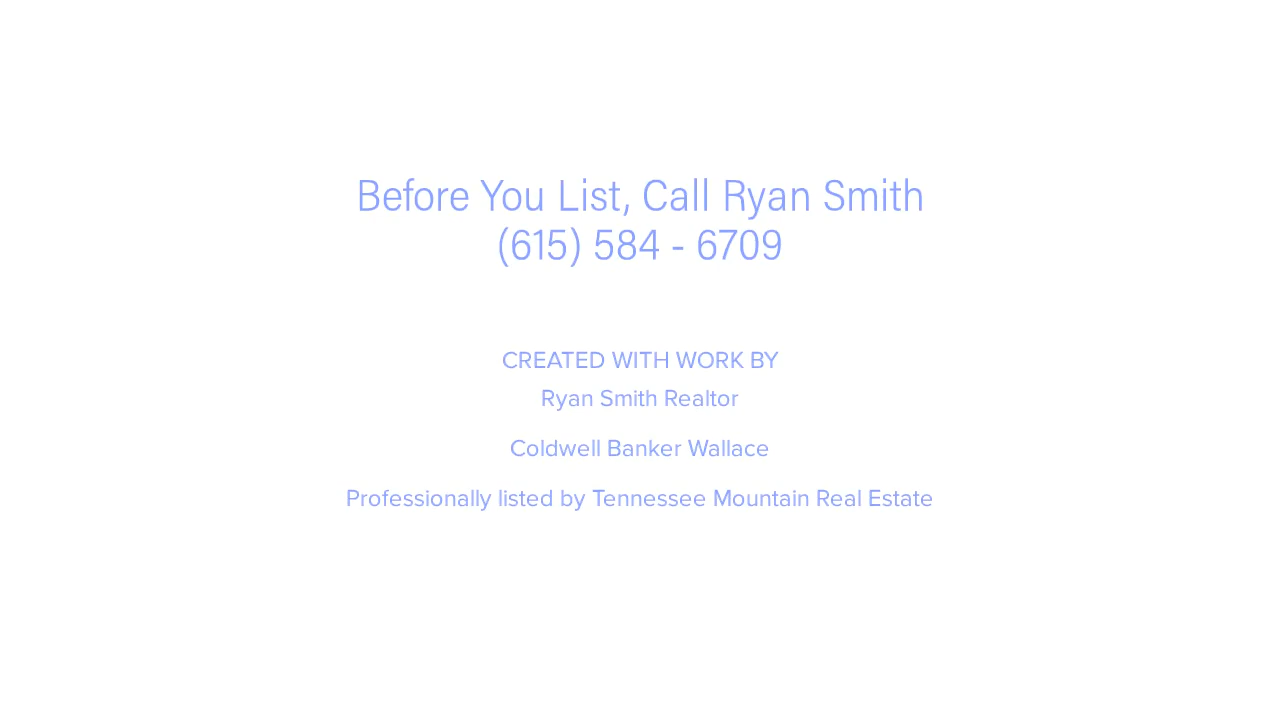 Before You List, Call Ryan Smith
(615) 584 - 6709
CREATED WITH WORK BY
Ryan Smith Realtor
Coldwell Banker Wallace
Professionally listed by Tennessee Mountain Real Estate